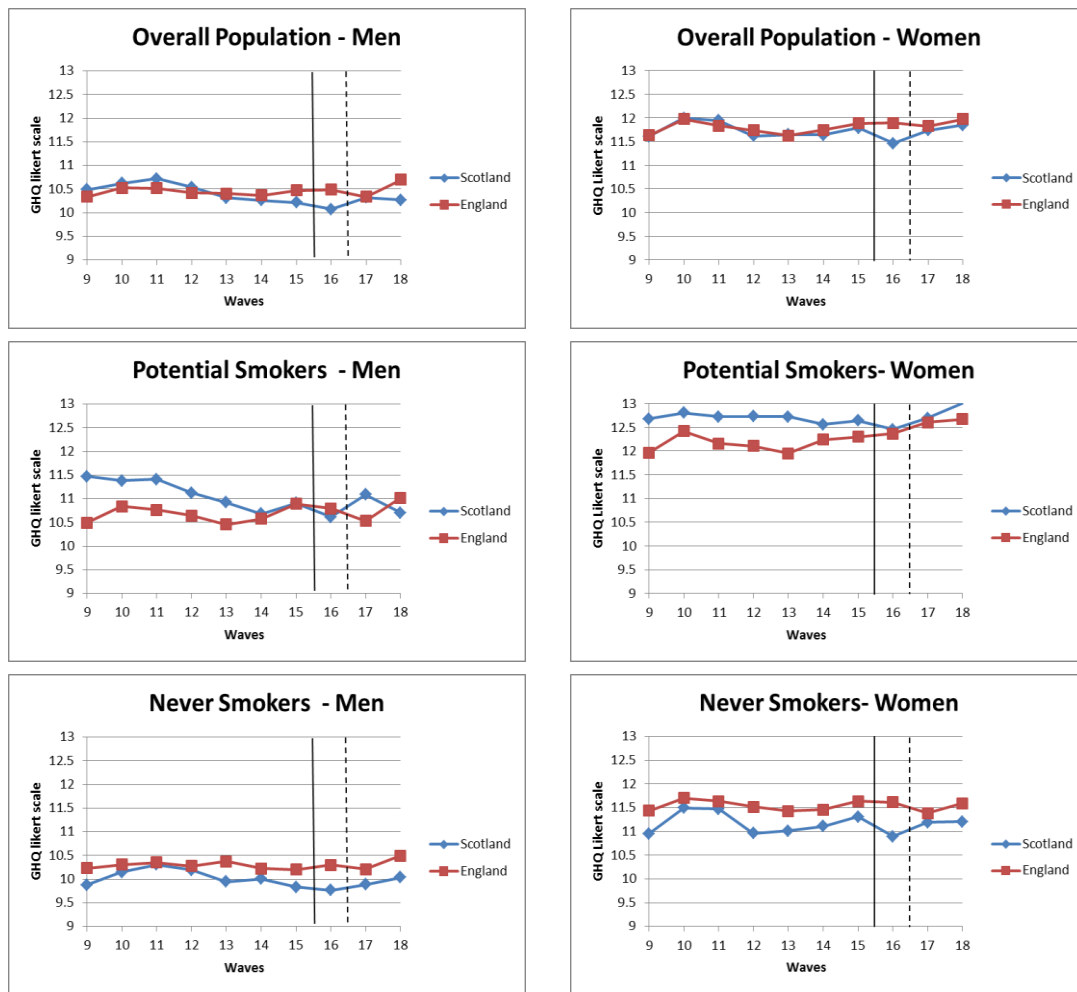 Overall Population - Men
13
12.5
12
11.5
11
10.5
10
9.5
9
GHQ likert scale
9 10 11 12 13 14 15 16 17 18
Waves
Scotland
England
Overall Population - Women
13
12.5
12
11.5
11
10.5
10
9.5
9
GHQ likert scale
9 10 11 12 13 14 15 16 17 18
Waves
Scotland
England
Potential Smokers - Men
13
12.5
12
11.5
11
10.5
10
9.5
9
GHQ Likert scale
9 10 11 12 13 14 15 16 17 18
Waves
Scotland
England
Potential Smokers- Women
13
12.5
12
11.5
11
10.5
10
9.5
9
GHQ Likert scale
9 10 11 12 13 14 15 16 17 18
Waves
Scotland
England
Never Smokers - Men
13
12.5
12
11.5
11
10.5
10
9.5
9
GHQ Likert scale
9 10 11 12 13 14 15 16 17 18
Waves
Scotland
England
Never Smokers- Women
13
12.5
12
11.5
11
10.5
10
9.5
9
GHQ Likert scale
9 10 11 12 13 14 15 16 17 18
Waves
Scotland
England